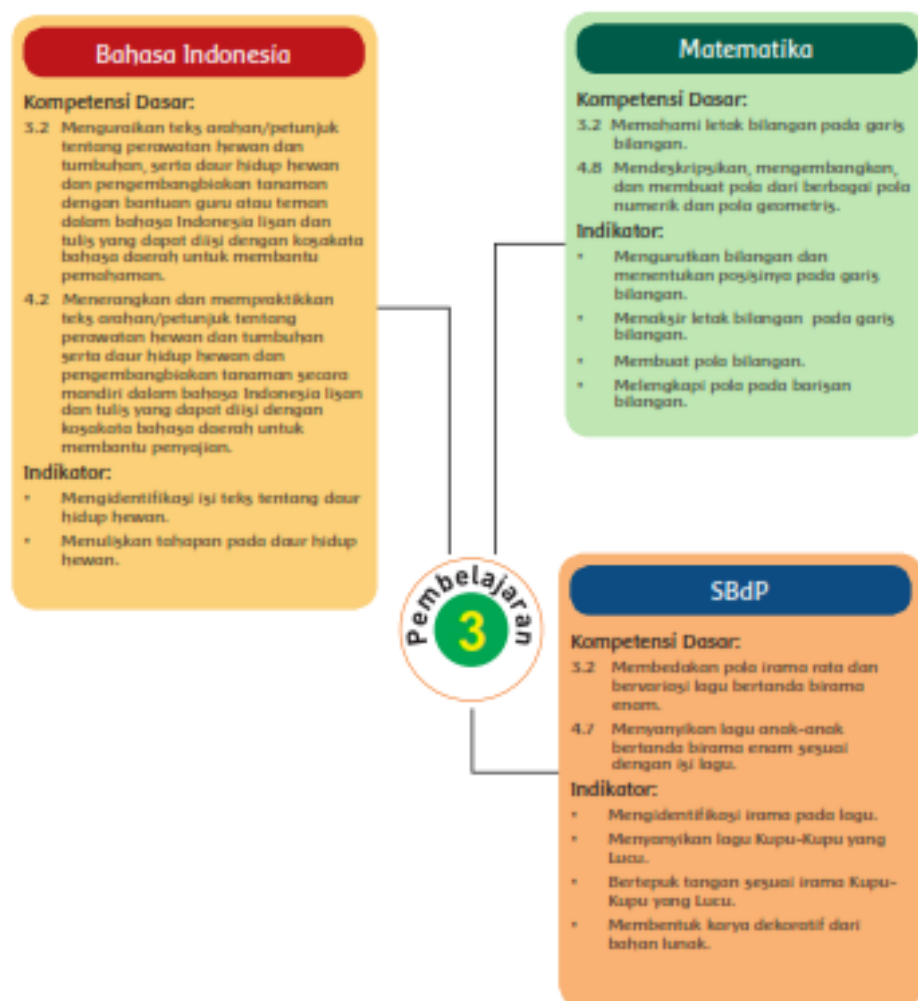 Bahasa Indonesia
Kompetensi Dasar:
3.2 Menguraikan teks arahan/petunjuk
tentang perawatan hewan dan
tumbuhan, serta daur hidup hewan
dan pengembangbiakan tanaman
dengan bantuan guru atau teman
dalam bahasa Indonesia lisan dan
tulis yang dapat diisi dengan kosakata
bahasa daerah untuk membantu
pemahaman.
4.2 Menerangkan dan mempraktikkan
teks arahan/petunjuk tentang
perawatan hewan dan tumbuhan
serta daur hidup hewan dan
pengembangbiakan tanaman secara
mandiri dalam bahasa Indonesia lisan
dan tulis yang dapat diisi dengan
kosakata bahasa daerah untuk
membantu penyajian.
Indikator:
• Mengidentifikasi isi teks tentang daur
hidup hewan.
• Menuliskan tahapan pada daur hidup
hewan.
Matematika
Kompetensi Dasar:
3.2 Memahami letak bilangan pada garis
bilangan.
4.8 Mendeskripsikan, mengembangkan,
dan membuat pola dari berbagai pola
numerik dan pola geometris.
Indikator:
• Mengurutkan bilangan dan
menentukan posisinya pada garis
bilangan.
• Menaksir letak bilangan pada garis
bilangan.
• Membuat pola bilangan.
• Melengkapi pola pada barisan
bilangan.
Pembelajaran
3
SBdP
Kompetensi Dasar:
3.2 Membedakan pola irama rata dan
bervariasi lagu bertanda birama
enam.
4.7 Menyanyikan lagu anak-anak
bertanda birama enam sesuai
dengan isi lagu.
Indikator:
• Mengidentifikasi irama pada lagu.
• Menyanyikan lagu Kupu-Kupu yang
Lucu.
• Bertepuk tangan sesuai irama Kupu-
Kupu yang Lucu.
• Membentuk karya dekoratif dari
bahan lunak.